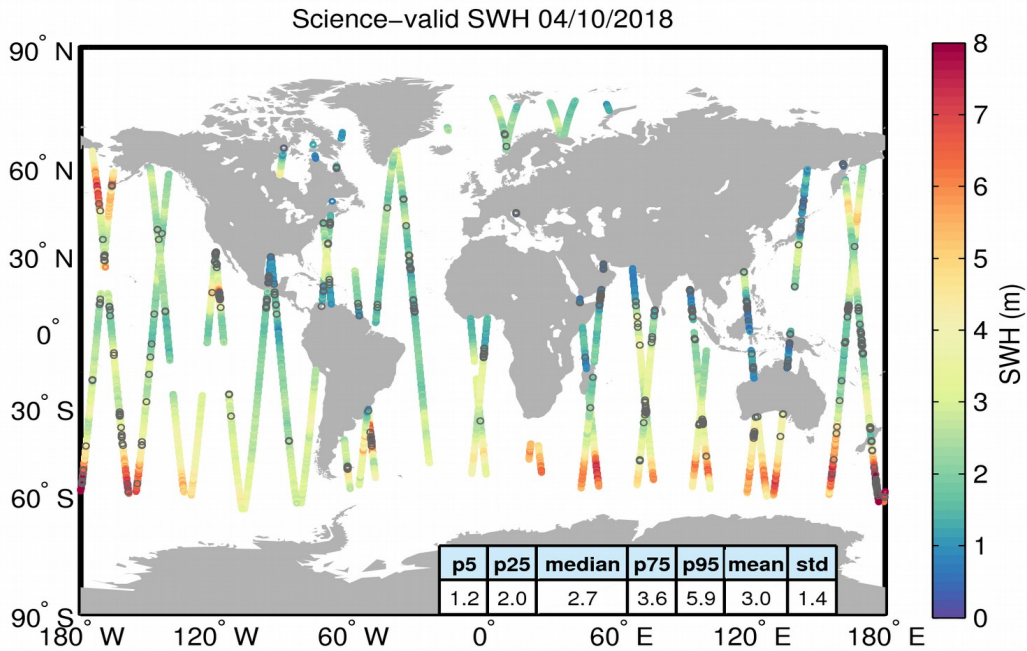 Science−valid SWH 04/10/2018
90° N
60° N
30° N
0°
30° S
60° S
90° S
180° W
120° W
60° W
0°
60° E
120° E
180° E
p5 p25 median p75 p95 mean std
1.2 2.0 2.7 3.6 5.9 3.0 1.4
8
7
6
5
4
3
2
1
0
SWH (m)